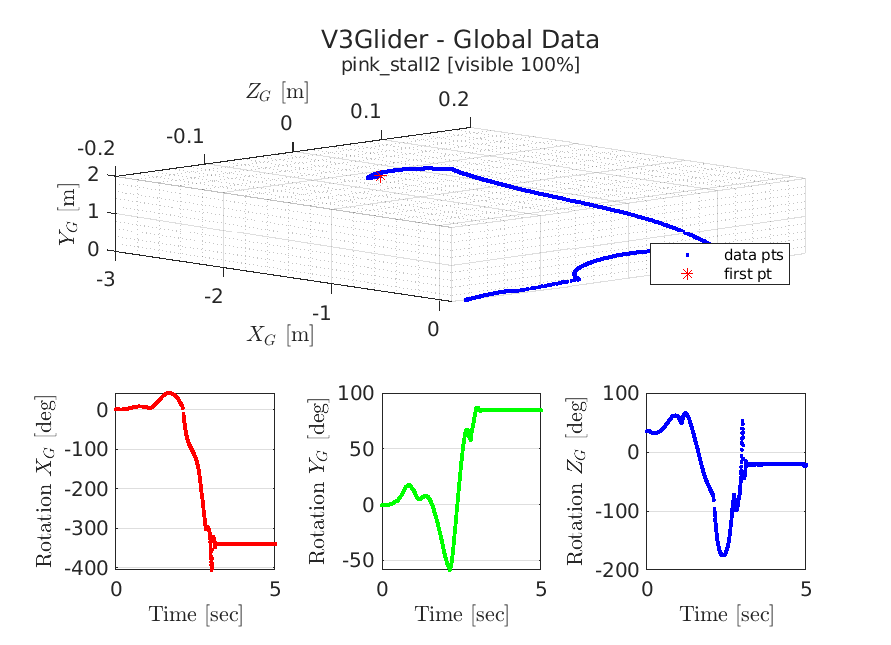 V3Glider - Global Data
pink_stall2 [visible 100%]
Z_G [m]
-0.2
-0.1
0
0.1
0.2
Y_G [m]
2
1
0
-3
-2
-1
0
X_G [m]
data pts
first pt
Rotation X_G [deg]
0
-100
-200
-300
-400
0
5
Time [sec]
Rotation Y_G [deg]
100
50
0
-50
0
5
Time [sec]
Rotation Z_G [deg]
100
0
-100
-200
0
5
Time [sec]